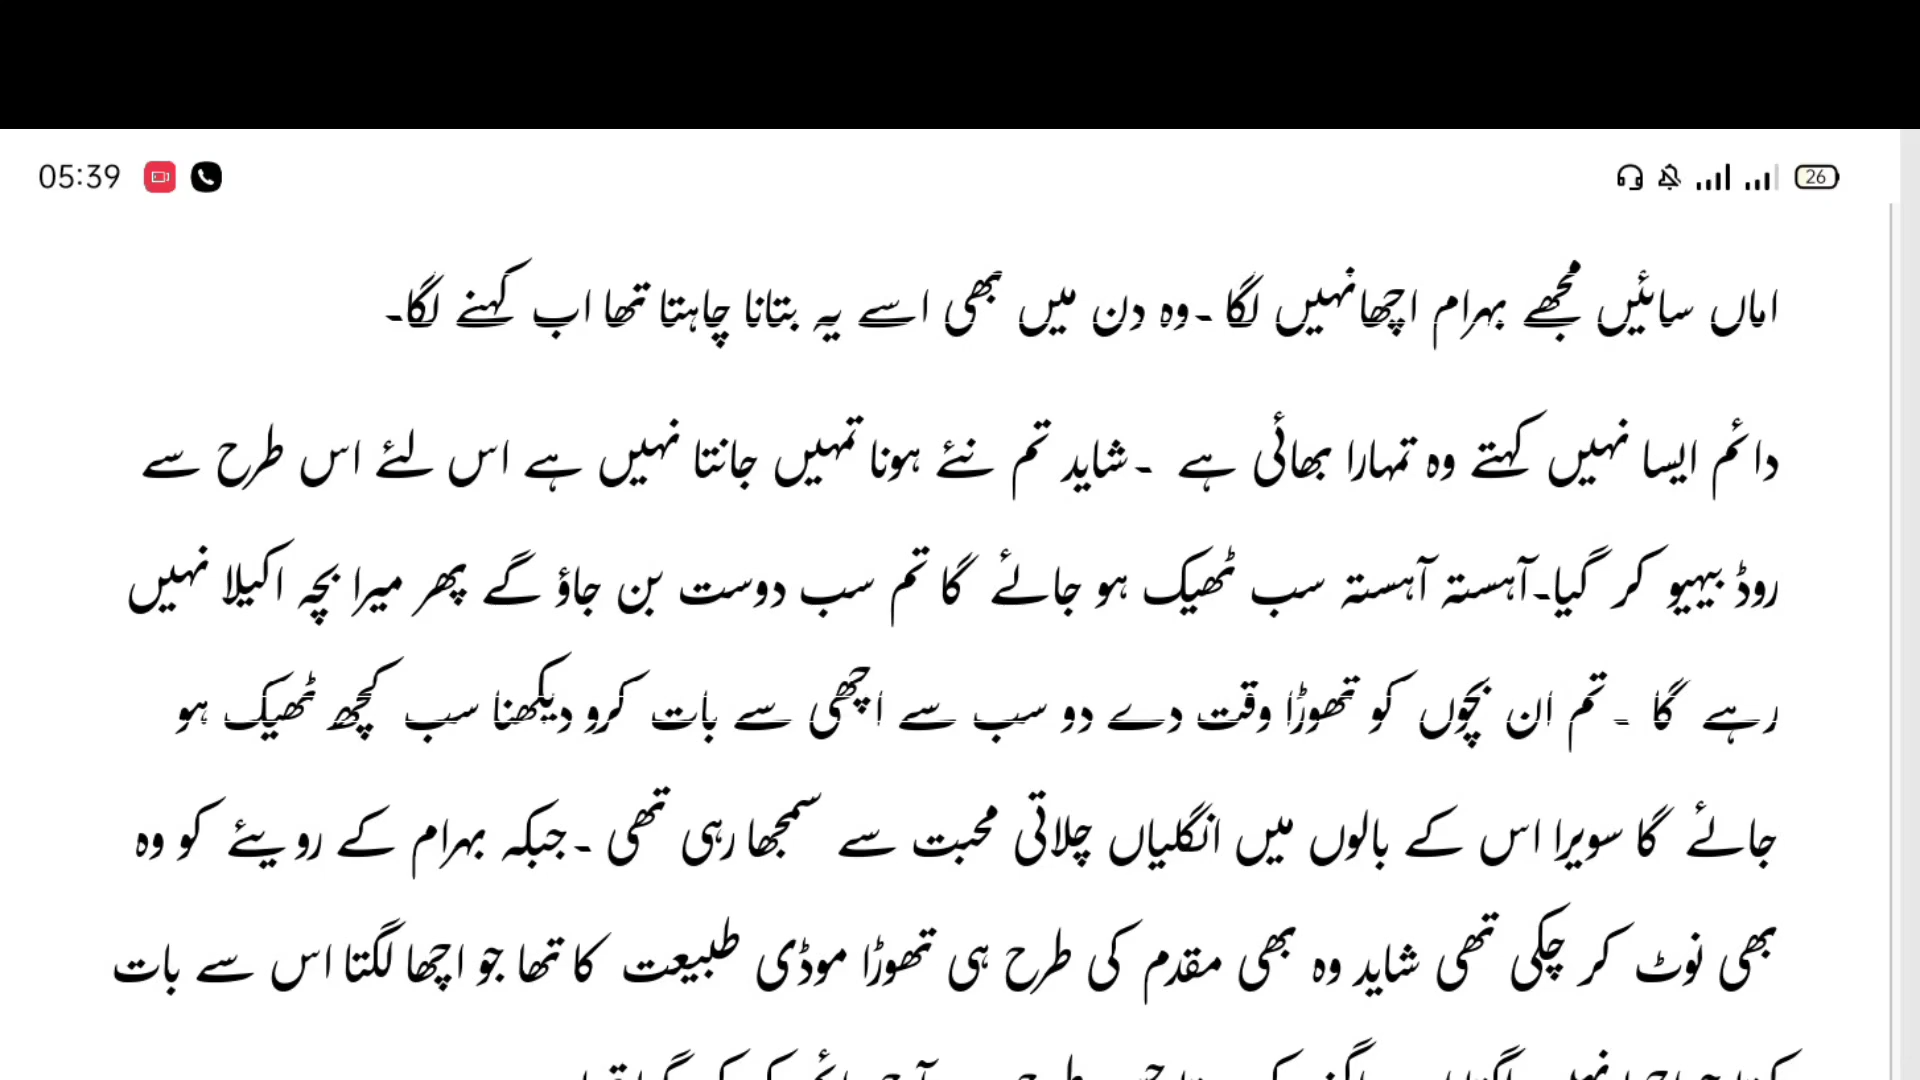 05:39
26
اماں سائیں مجھے بہرام اچھا نہیں لگا ۔وہ دن میں بھی اسے یہ بتانا چاہتا تھا اب کہنے لگا۔
دائم ایسا نہیں کہتے وہ تمہارا بھائی ہے ۔شاید تم نئے ہونا تمہیں جانتا نہیں ہے اس لئے اس طرح سے
روڈ بیہیو کر گیا۔آہستہ آہستہ سب ٹھیک ہو جائے گا تم سب دوست بن جاؤ گے پھر میرا بچہ اکیلا نہیں
رہے گا ۔ تم ان بچوں کو تھوڑا وقت دے دو سب سے اچھی سے بات کرو دیکھنا سب کچھ ٹھیک ہو
جائے گا سویرا اس کے بالوں میں انگلیاں چلاتی محبت سے سمجھا رہی تھی ۔جبکہ بہرام کے رویئے کو وہ
بھی نوٹ کر چکی تھی شاید وہ بھی مقدم کی طرح ہی تھوڑا موڈی طبیعت کا تھا جو اچھا لگتا اس سے بات